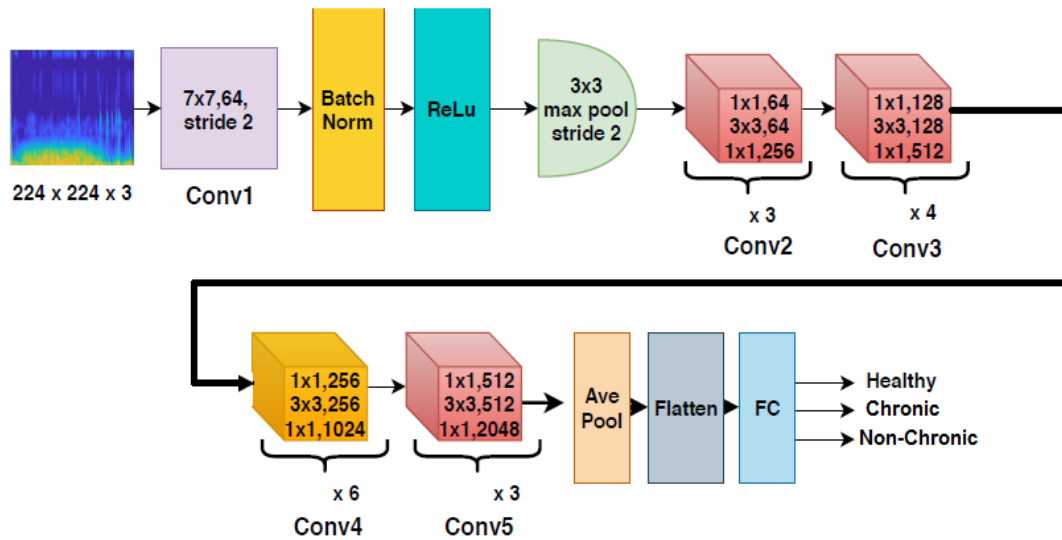 224 x 224 x 3
7x7,64,
stride 2
Conv1
Batch
Norm
ReLu
3x3
max pool
stride 2
1x1,64
3x3,64
1x1,256
x 3
Conv2
1x1,128
3x3,128
1x1,512
x 4
Conv3
1x1,256
3x3,256
1x1,1024
x 6
Conv4
1x1,512
3x3,512
1x1,2048
x 3
Conv5
Ave
Pool
Flatten
FC
Healthy
Chronic
Non-Chronic